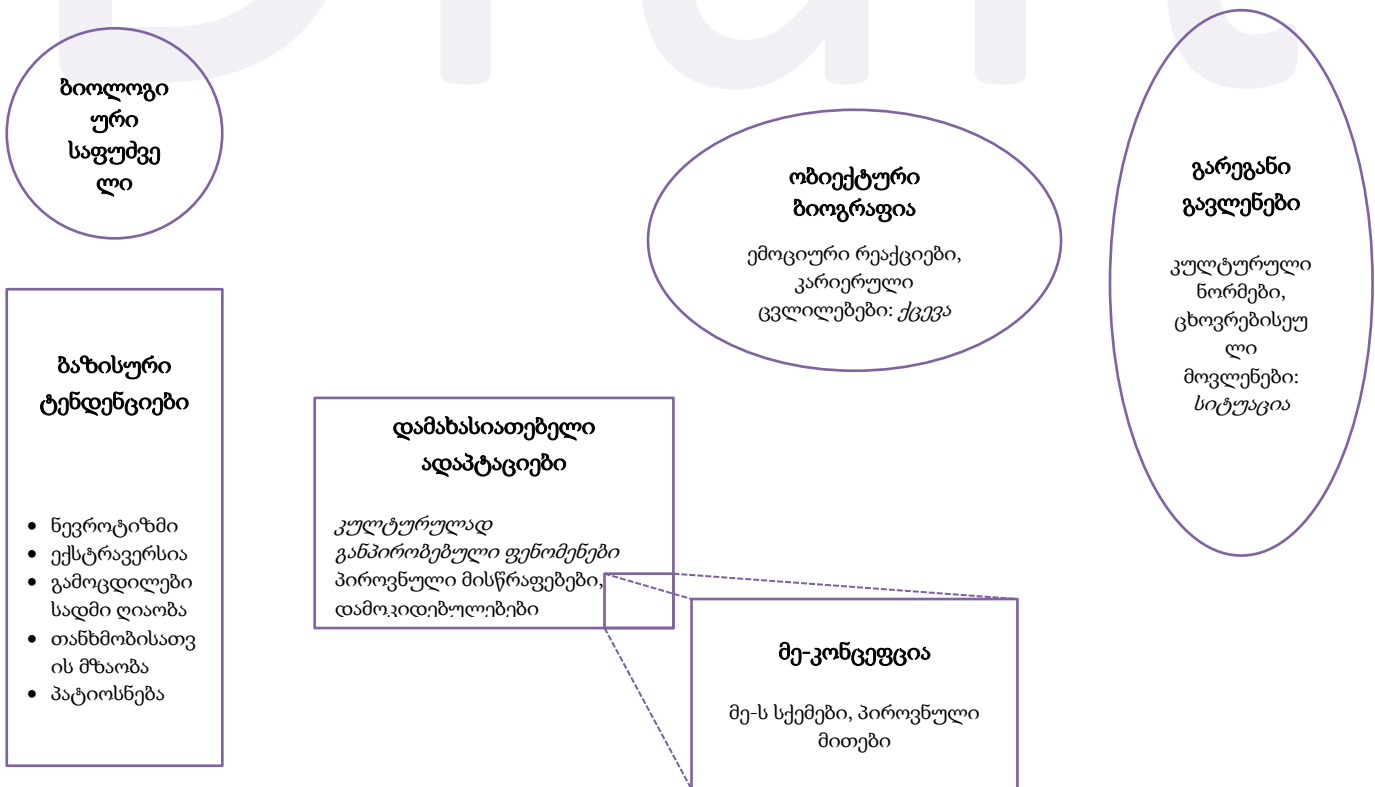 Draft
ბიოლოგი
ური
საფუძვე
ლი
ბაზისური
ტენდენციები
• ნევროტიზმი
• ექსტრავერსია
• გამოცდილები
სადმი ღიაობა
• თანხმობისათვ
ის მზაობა
• პატიოსნება
დამახასიათებელი
ადაპტაციები
კულტურულად
განპირობებული ფენომენები
პიროვნული მისწრაფებები,
დამოკიდებულებები
ობიექტური
ბიოგრაფია
ემოციური რეაქციები,
კარიერული
ცვლილებები: ქცევა
მე-კონცეფცია
მე-ს სქემები, პიროვნული
მითები
გარეგანი
გავლენები
კულტურული
ნორმები,
ცხოვრებისეუ
ლი
მოვლენები:
სიტუაცია